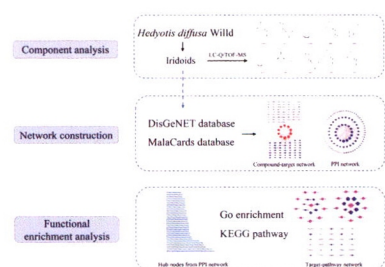 Component analysis
Hedyotis diffusa Willd
Iridoids
LC-Q/TOF-MS
Network construction
DisGeNET database
MalaCards database
Compound-target network
PPI network
Functional
enrichment analysis
Go enrichment
KEGG pathway
Hub nodes from PPI network
Target-pathway network